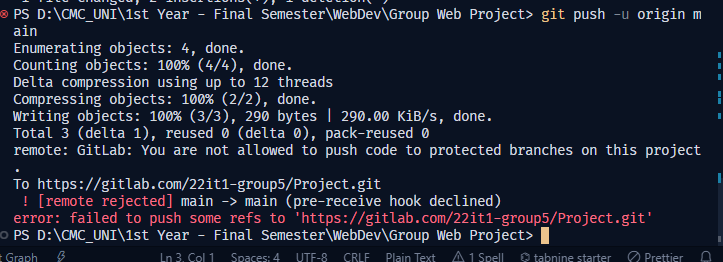 PS D:\CMC_UNI\1st Year - Final Semester\WebDev\Group Web Project> git push -u origin m
ain
Enumerating objects: 4, done.
Counting objects: 100% (4/4), done.
Delta compression using up to 12 threads
Compressing objects: 100% (2/2), done.
Writing objects: 100% (3/3), 290 bytes | 290.00 KiB/s, done.
Total 3 (delta 1), reused 0 (delta 0), pack-reused 0
remote: GitLab: You are not allowed to push code to protected branches on this project
.
To https://gitlab.com/22it1-group5/Project.git
 ! [remote rejected] main -> main (pre-receive hook declined)
error: failed to push some refs to 'https://gitlab.com/22it1-group5/Project.git'
PS D:\CMC_UNI\1st Year - Final Semester\WebDev\Group Web Project>
t Graph Ln 3, Col 1 Spaces: 4 UTF-8 CRLF Plain Text 1 Spell tabnine starter Prettier